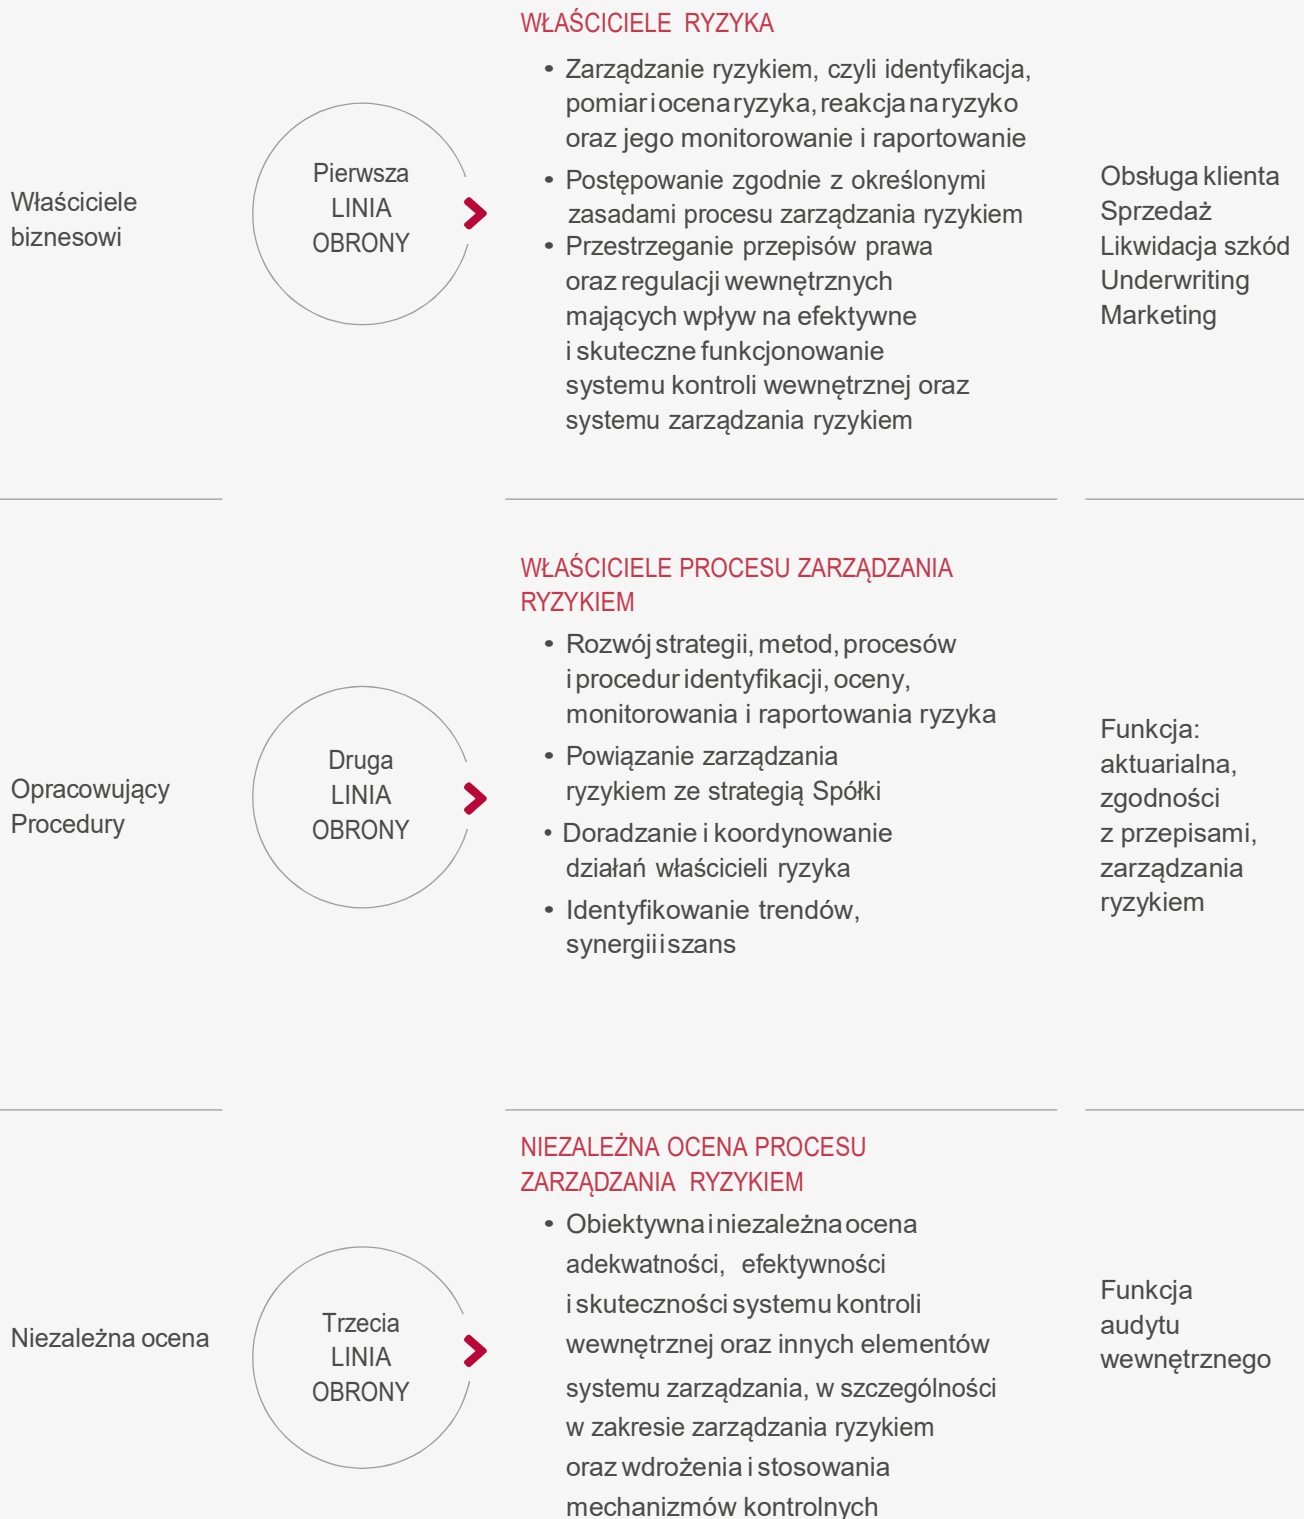 Właściciele
biznesowi
Pierwsza
LINIA
OBRONY
WŁAŚCICIELE RYZYKA
• Zarządzanie ryzykiem, czyli identyfikacja,
pomiar i ocena ryzyka, reakcja na ryzyko
oraz jego monitorowanie i raportowanie
• Postępowanie zgodnie z określonymi
zasadami procesu zarządzania ryzykiem
• Przestrzeganie przepisów prawa
oraz regulacji wewnętrznych
mających wpływ na efektywne
i skuteczne funkcjonowanie
systemu kontroli wewnętrznej oraz
systemu zarządzania ryzykiem
Obsługa klienta
Sprzedaż
Likwidacja szkód
Underwriting
Marketing
Opracowujący
Procedury
Druga
LINIA
OBRONY
WŁAŚCICIELE PROCESU ZARZĄDZANIA
RYZYKIEM
• Rozwój strategii, metod, procesów
i procedur identyfikacji, oceny,
monitorowania i raportowania ryzyka
• Powiązanie zarządzania
ryzykiem ze strategią Spółki
• Doradzanie i koordynowanie
działań właścicieli ryzyka
• Identyfikowanie trendów,
synergii i szans
Funkcja:
aktuarialna,
zgodności
z przepisami,
zarządzania
ryzykiem
Niezależna ocena
Trzecia
LINIA
OBRONY
NIEZALEŻNA OCENA PROCESU
ZARZĄDZANIA RYZYKIEM
• Obiektywna i niezależna ocena
adekwatności, efektywności
i skuteczności systemu kontroli
wewnętrznej oraz innych elementów
systemu zarządzania, w szczególności
w zakresie zarządzania ryzykiem
oraz wdrożenia i stosowania
mechanizmów kontrolnych
Funkcja
audytu
wewnętrznego